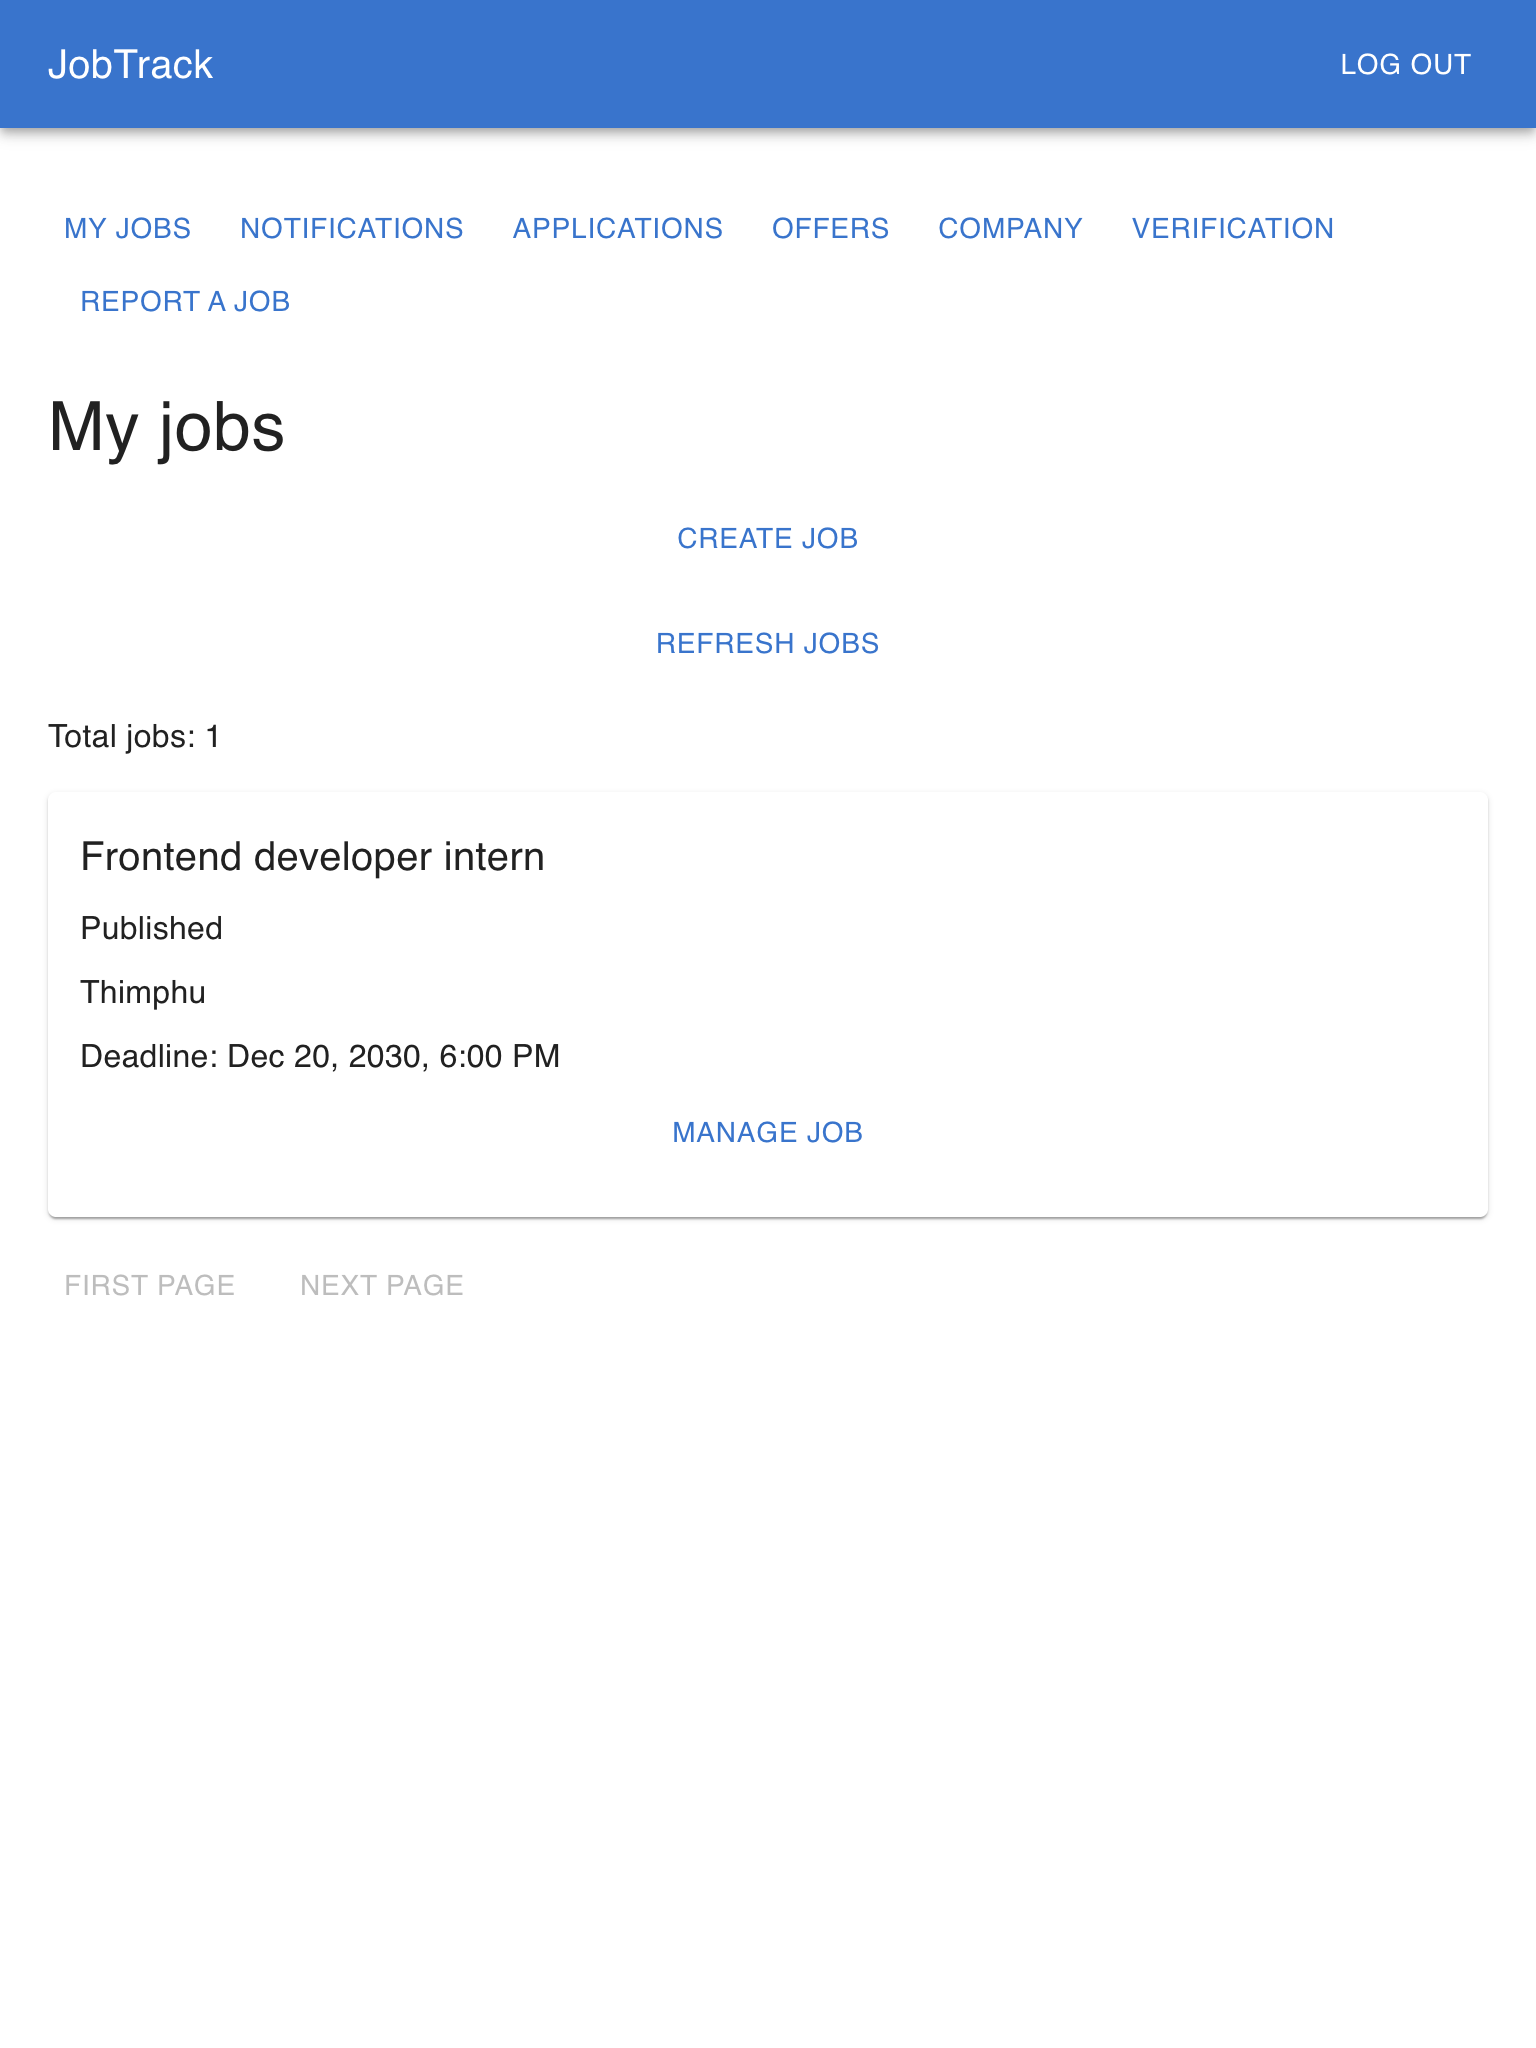 JobTrack
LOG OUT
MY JOBS NOTIFICATIONS APPLICATIONS OFFERS COMPANY VERIFICATION
REPORT A JOB
My jobs
CREATE JOB
REFRESH JOBS
Total jobs: 1
Frontend developer intern
Published
Thimphu
Deadline: Dec 20, 2030, 6:00 PM
MANAGE JOB
FIRST PAGE NEXT PAGE